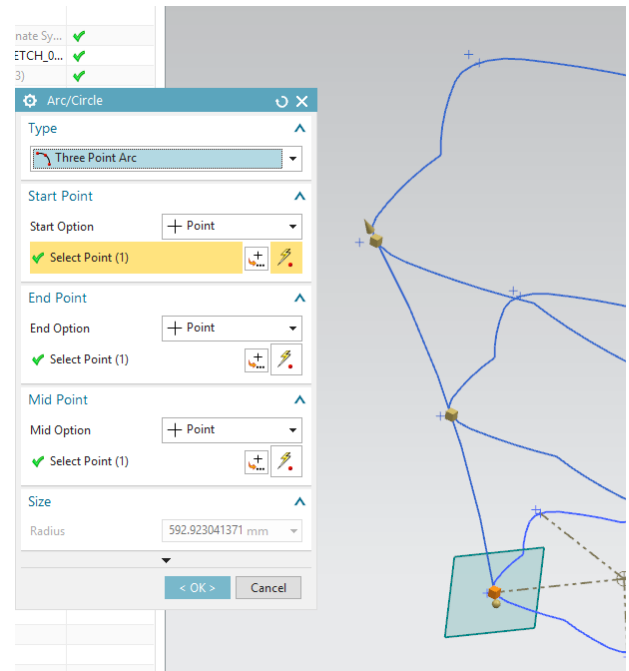 nate Sy...
ETCH_0...
3)
Arc/Circle
Type
Three Point Arc
Start Point
Start Option
Point
Select Point (1)
End Point
End Option
Point
Select Point (1)
Mid Point
Mid Option
Point
Select Point (1)
Size
Radius
592.923041371 mm
< OK >
Cancel